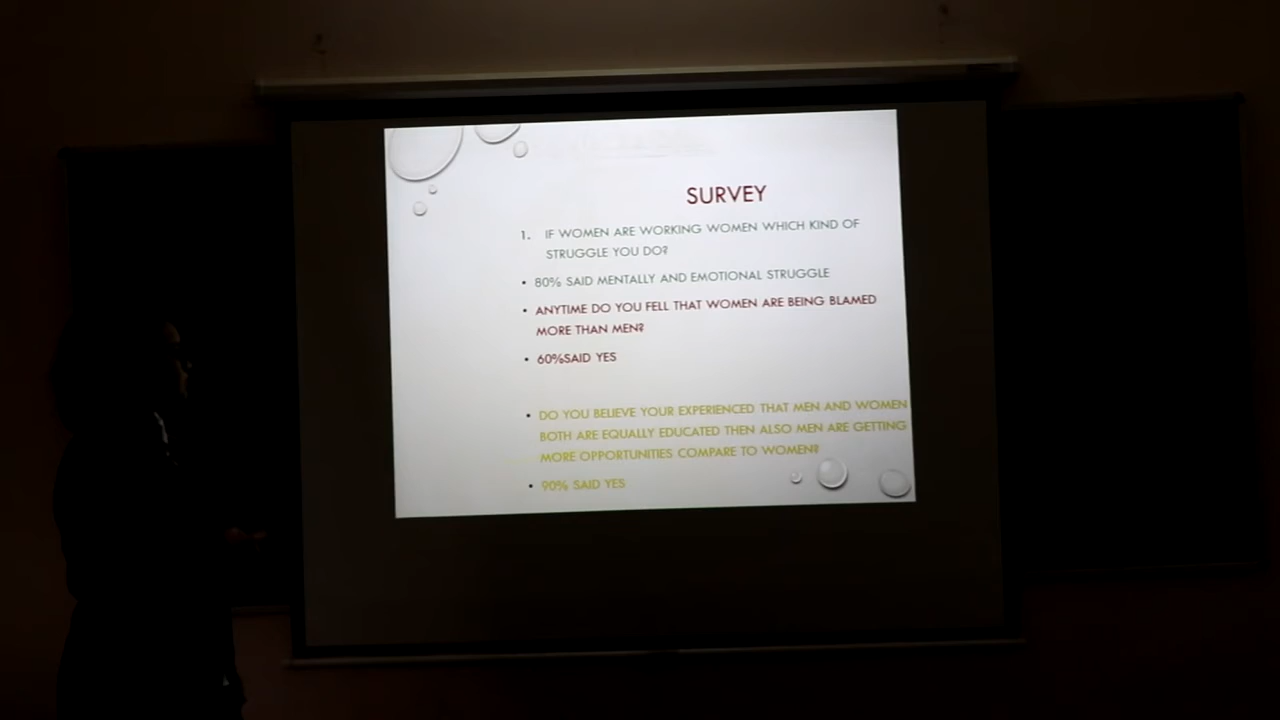 SURVEY
1. IF WOMEN ARE WORKING WOMEN WHICH KIND OF
STRUGGLE YOU DO?
• 80% SAID MENTALLY AND EMOTIONAL STRUGGLE
• ANYTIME DO YOU FELL THAT WOMEN ARE BEING BLAMED
MORE THAN MEN?
• 60%SAID YES
• DO YOU BELIEVE YOUR EXPERIENCED THAT MEN AND WOMEN
BOTH ARE EQUALLY EDUCATED THEN ALSO MEN ARE GETTING
MORE OPPORTUNITIES COMPARE TO WOMEN?
• 90% SAID YES